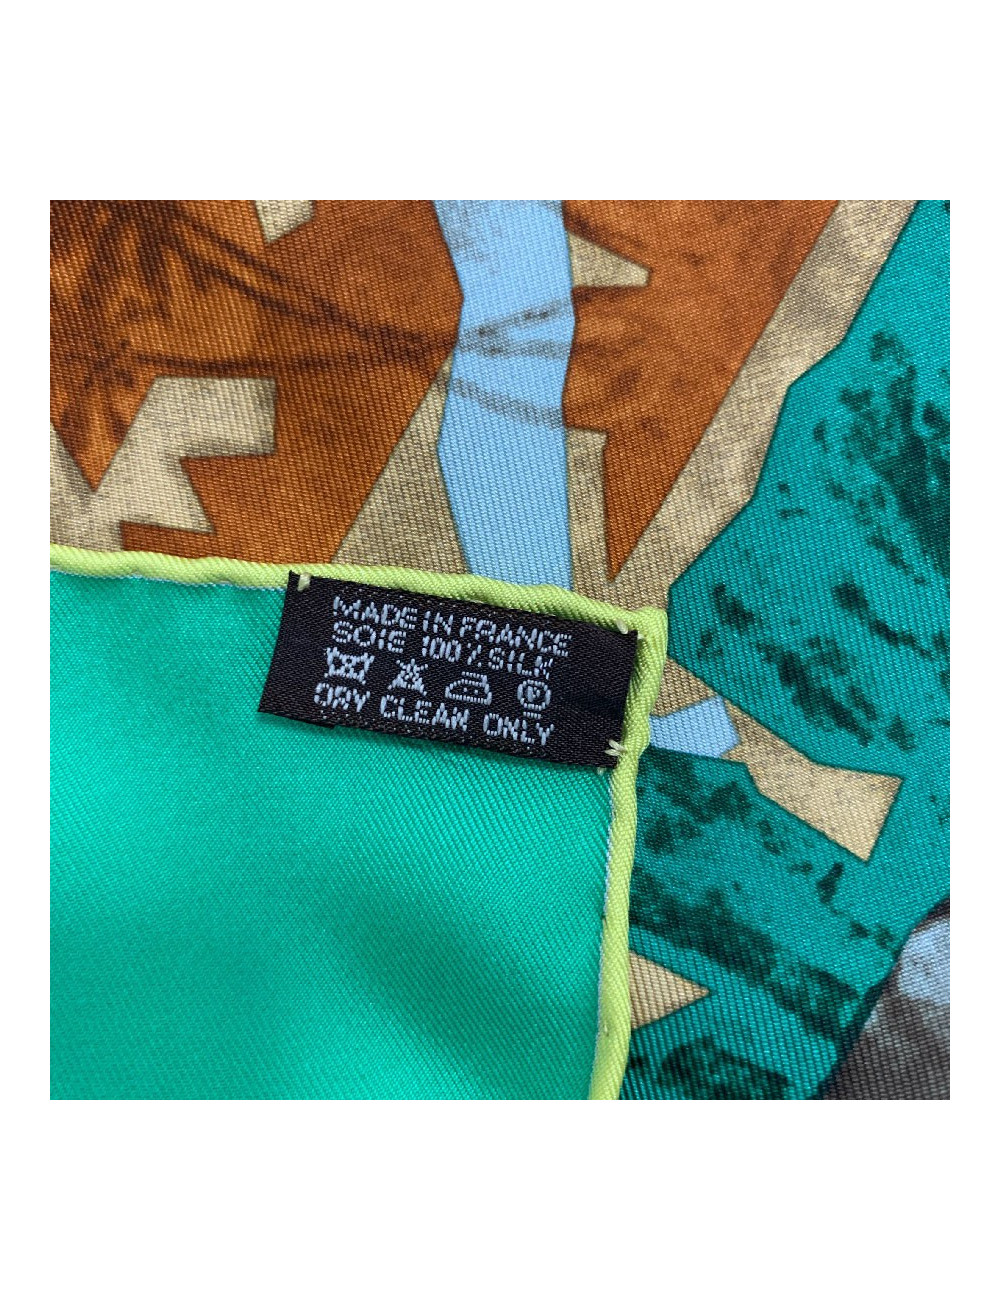 MADE IN FRANCE
SOIE 100% SILK
P
DRY CLEAN ONLY